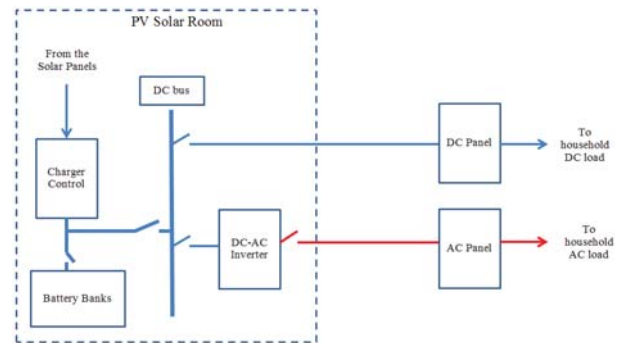 PV Solar Room
From the
Solar Panels
DC bus
Charger
Control
DC Panel
To
household
DC load
DC-AC
Inverter
AC Panel
To
household
AC load
Battery Banks